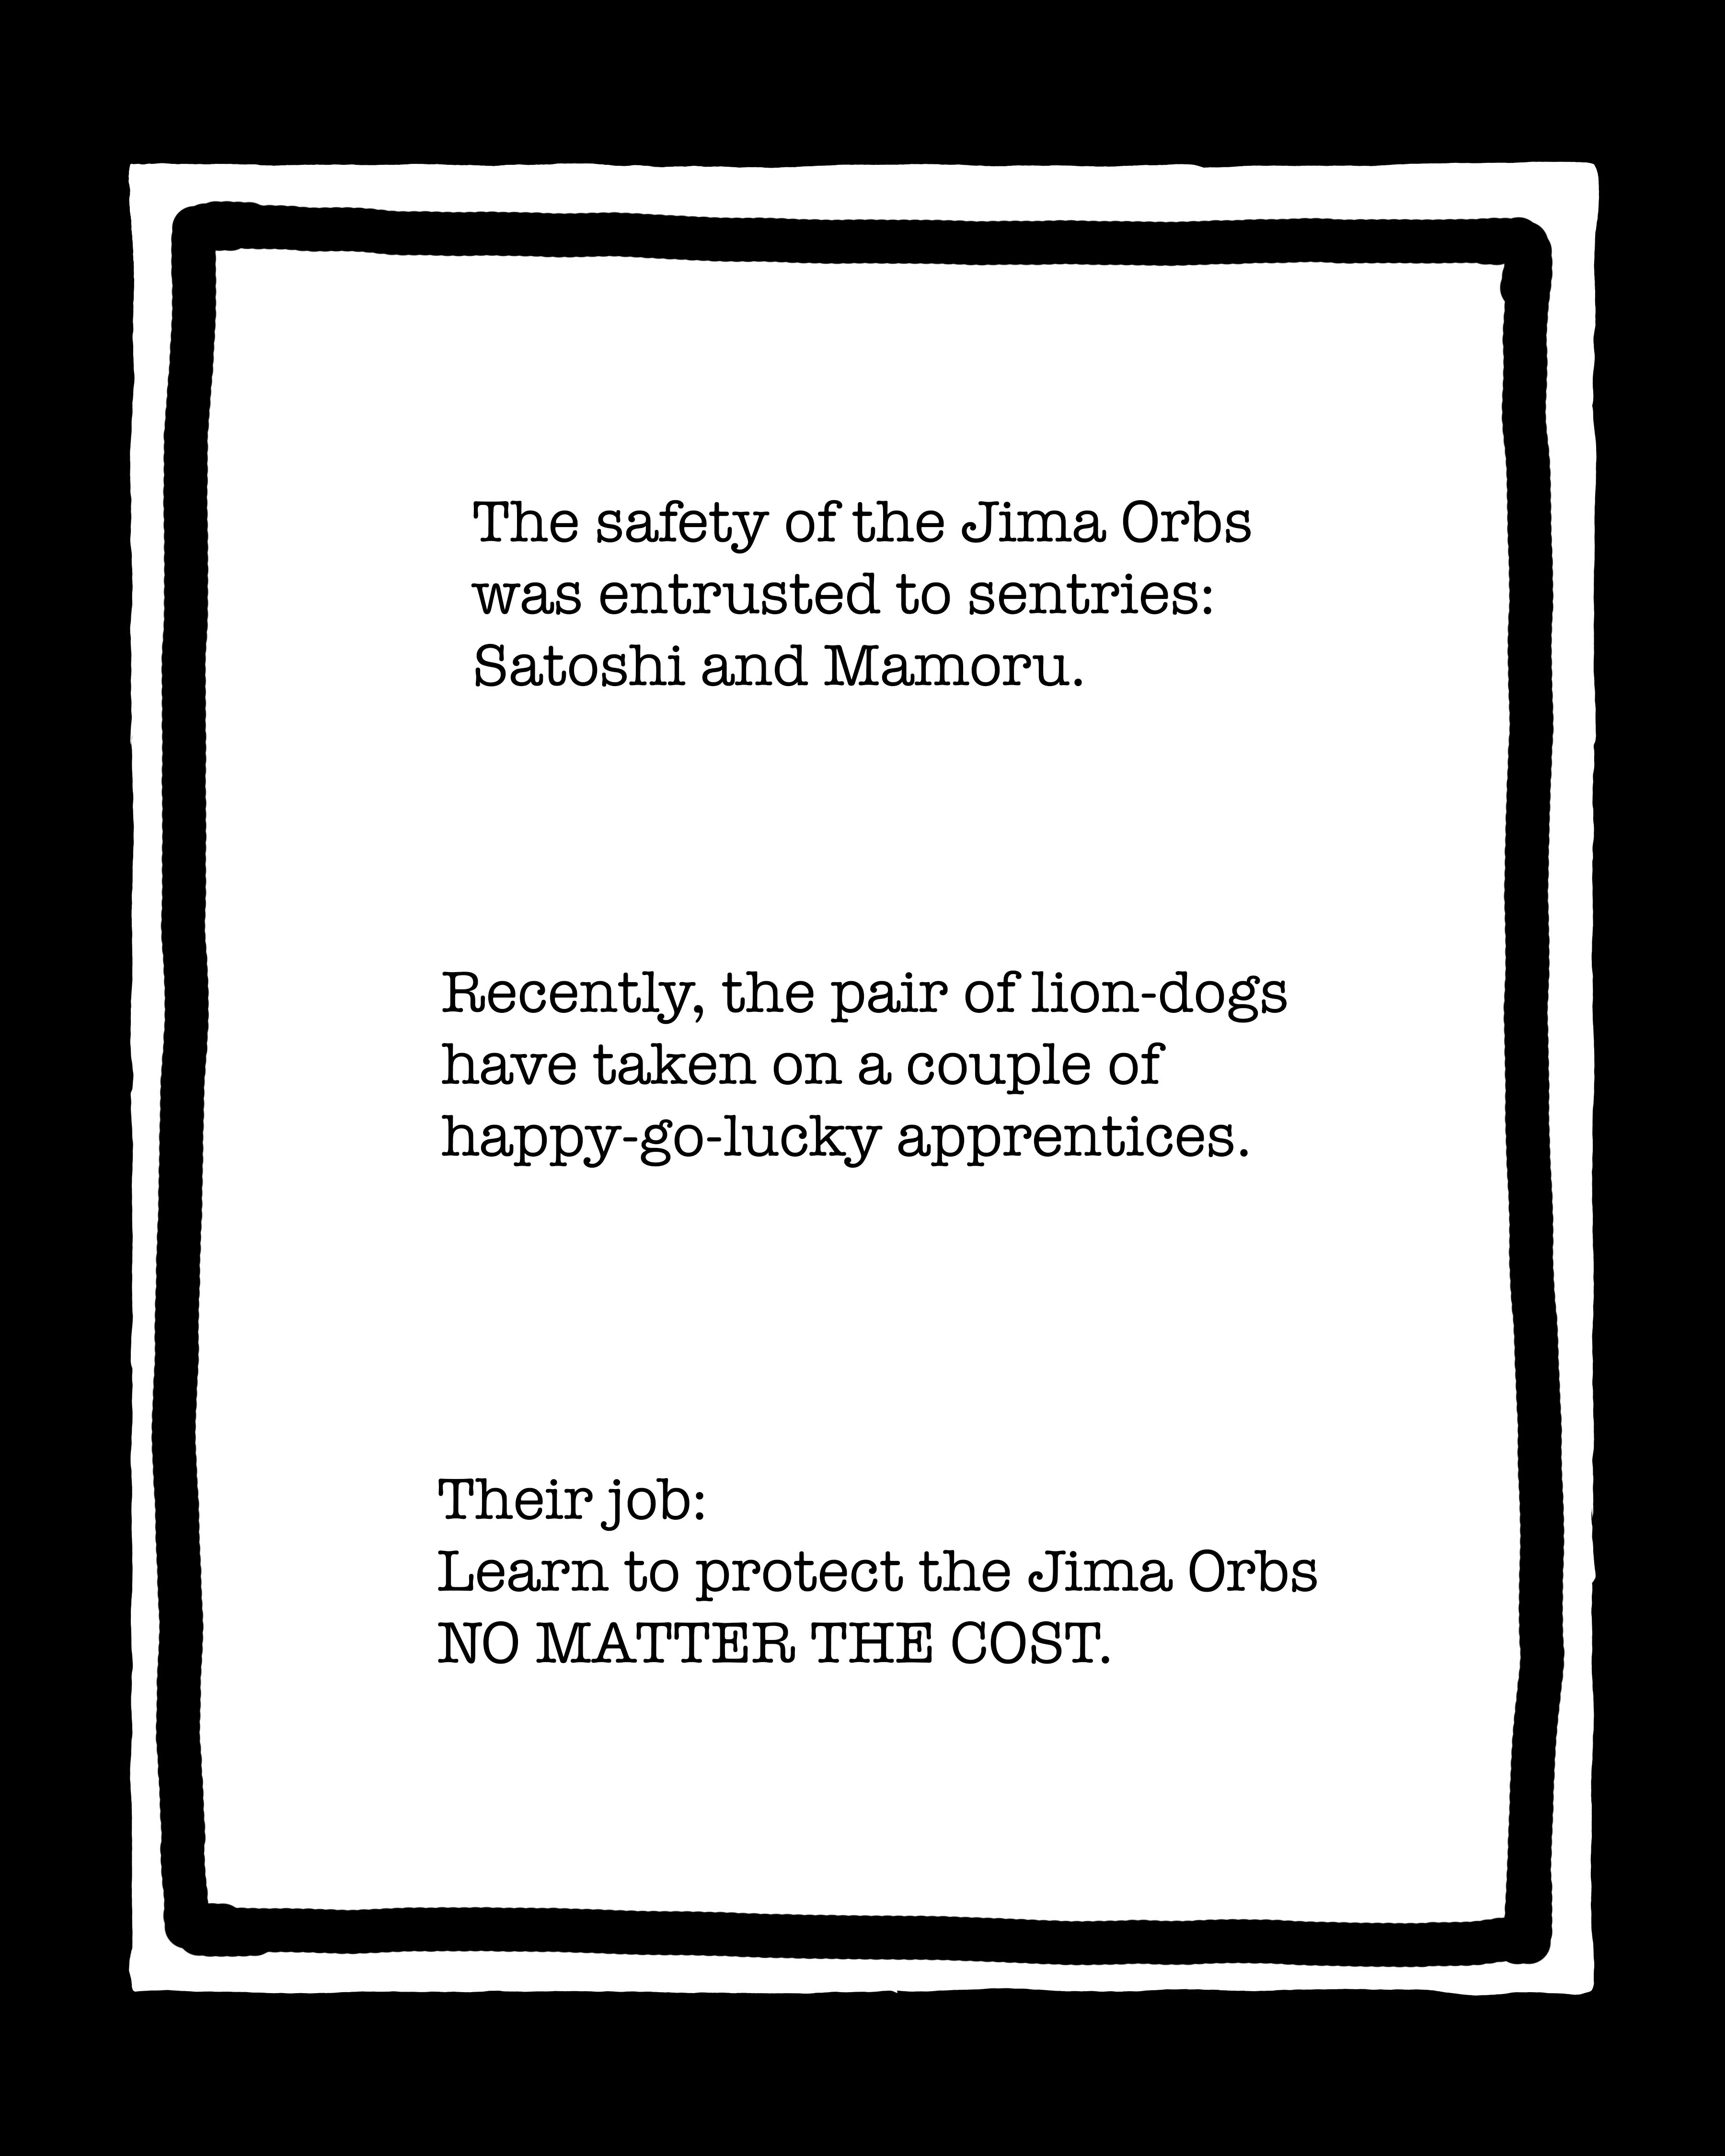 The safety of the Jima Orbs
was entrusted to sentries:
Satoshi and Mamoru.
Recently, the pair of lion-dogs
have taken on a couple of
happy-go-lucky apprentices.
Their job:
Learn to protect the Jima Orbs
NO MATTER THE COST.